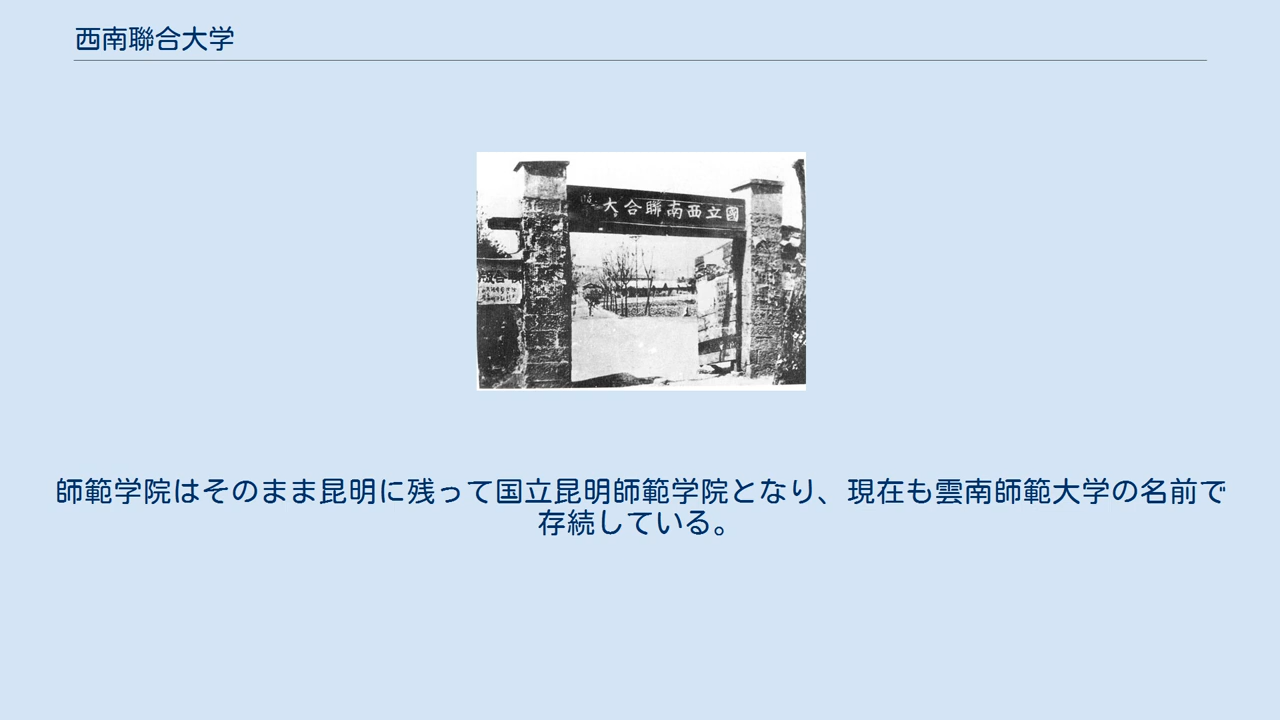 西南聯合大学
國立西南聯合大
師範学院はそのまま昆明に残って国立昆明師範学院となり、現在も雲南師範大学の名前で
存続している。